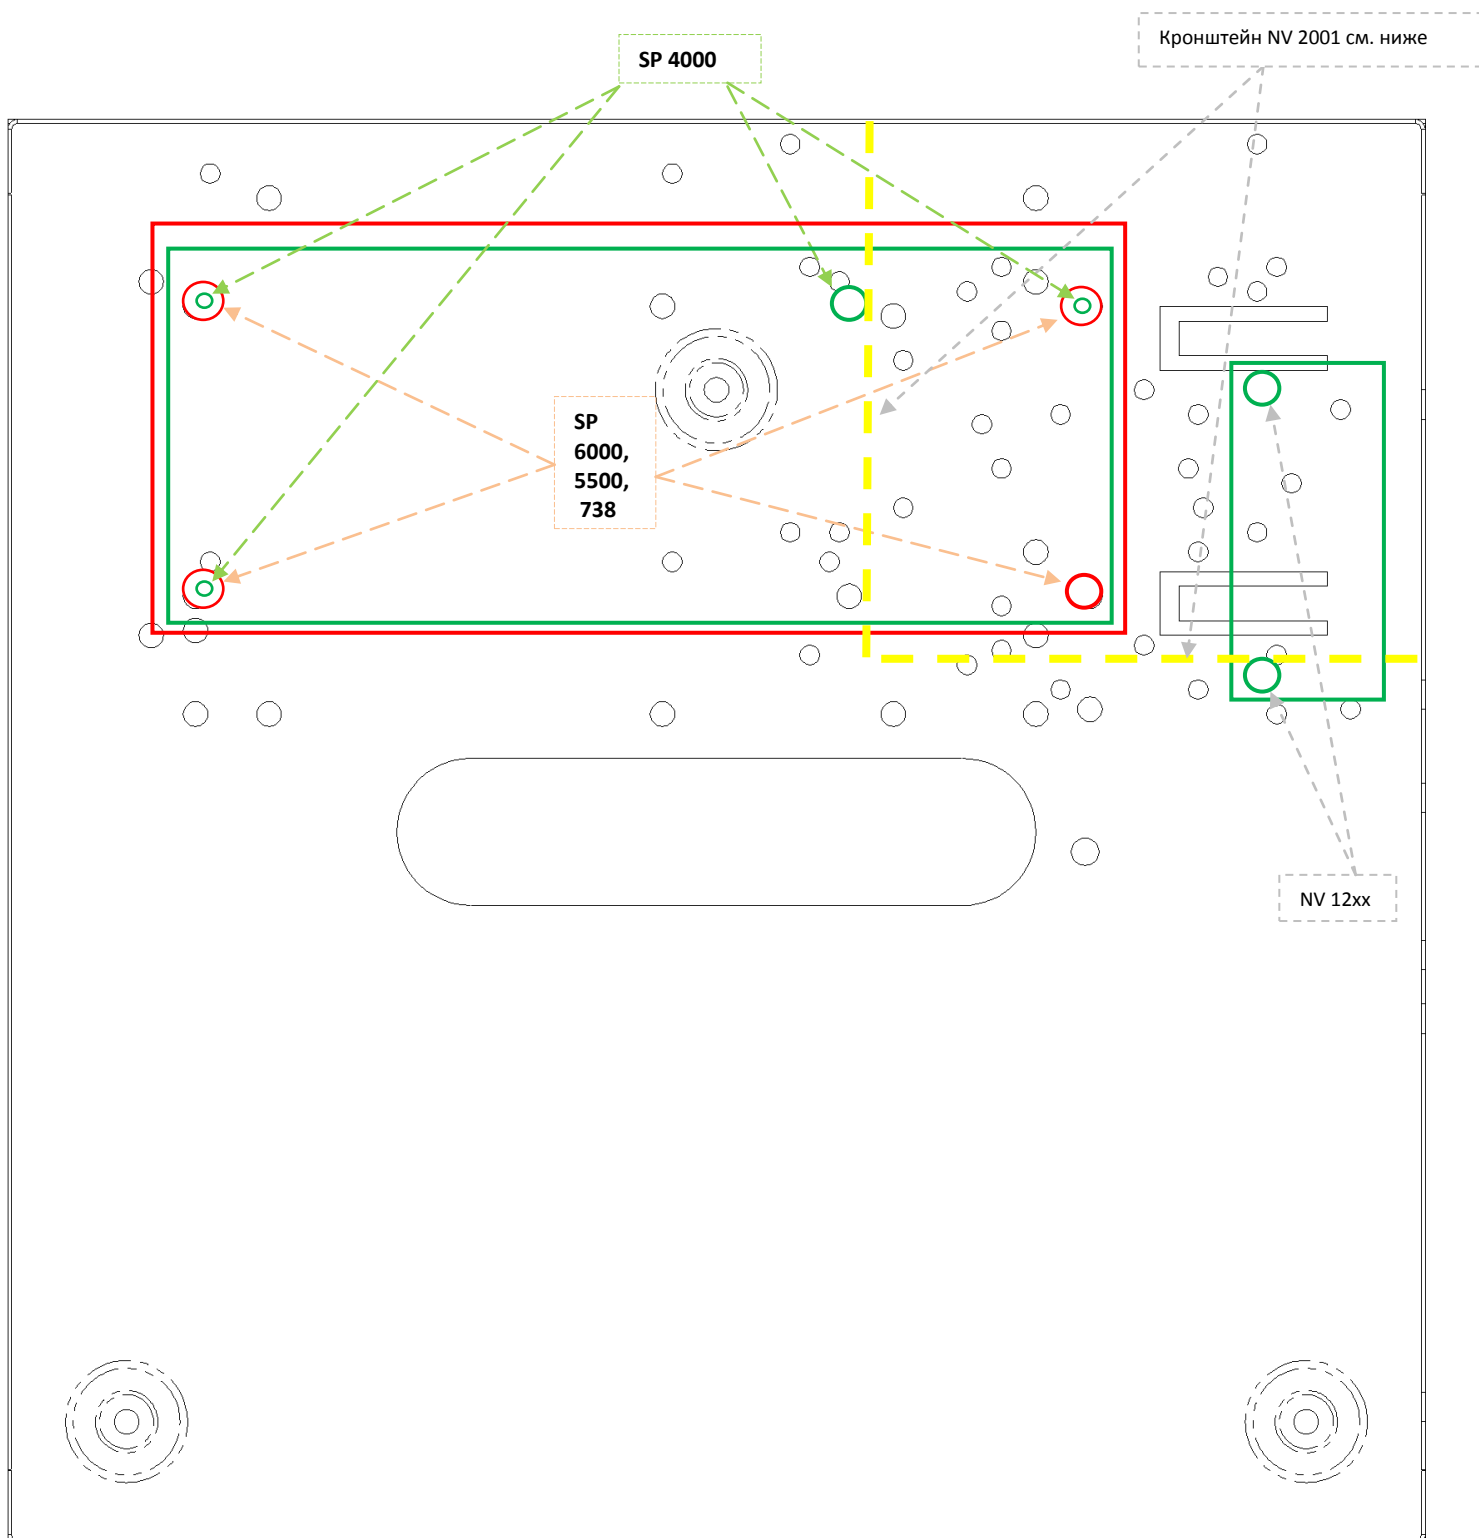 Кронштейн NV 2001 см. ниже
SP 4000
SP
6000,
5500,
738
NV 12xx